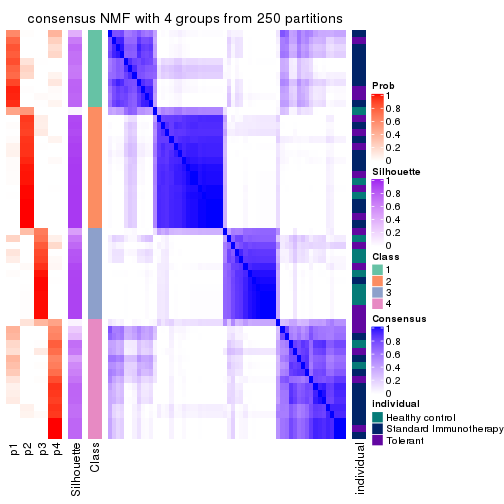 consensus NMF with 4 groups from 250 partitions
Prob
1
0.8
0.6
0.4
0.2
0
Silhouette
1
0.8
0.6
0.4
0.2
0
Class
1
2
3
4
Consensus
1
0.8
0.6
0.4
0.2
0
individual
Healthy control
Standard Immunotherapy
Tolerant
p1
p2
p3
p4
Silhouette
Class
individual